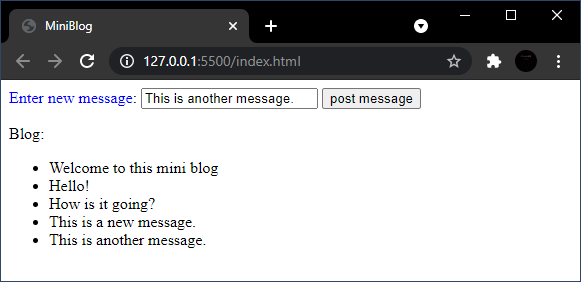 MiniBlog
127.0.0.1:5500/index.html
Enter new message: This is another message. post message
Blog:
Welcome to this mini blog
Hello!
How is it going?
This is a new message.
This is another message.